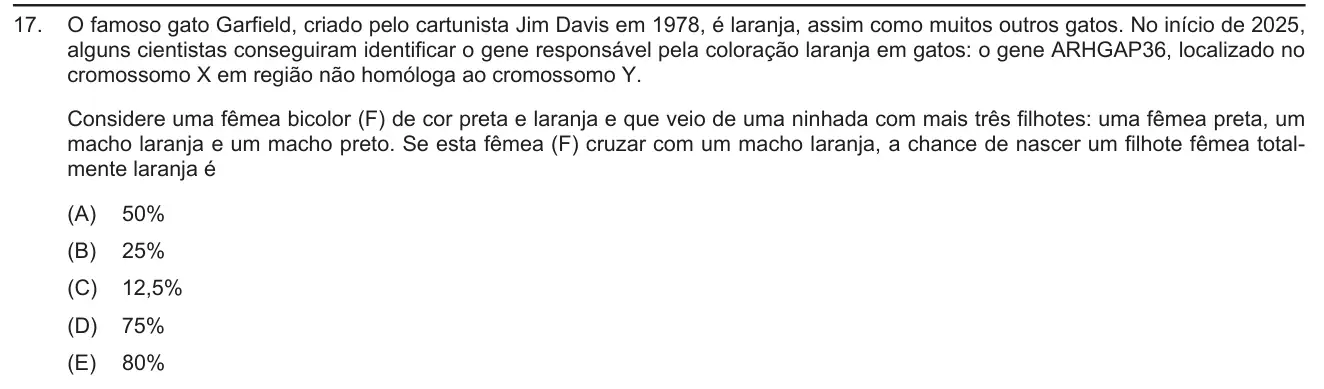 17. O famoso gato Garfield, criado pelo cartunista Jim Davis em 1978, é laranja, assim como muitos outros gatos. No início de 2025,
alguns cientistas conseguiram identificar o gene responsável pela coloração laranja em gatos: o gene ARHGAP36, localizado no
cromossomo X em região não homóloga ao cromossomo Y.
Considere uma fêmea bicolor (F) de cor preta e laranja e que veio de uma ninhada com mais três filhotes: uma fêmea preta, um
macho laranja e um macho preto. Se esta fêmea (F) cruzar com um macho laranja, a chance de nascer um filhote fêmea total-
mente laranja é
(A) 50%
(B) 25%
(C) 12,5%
(D) 75%
(E) 80%